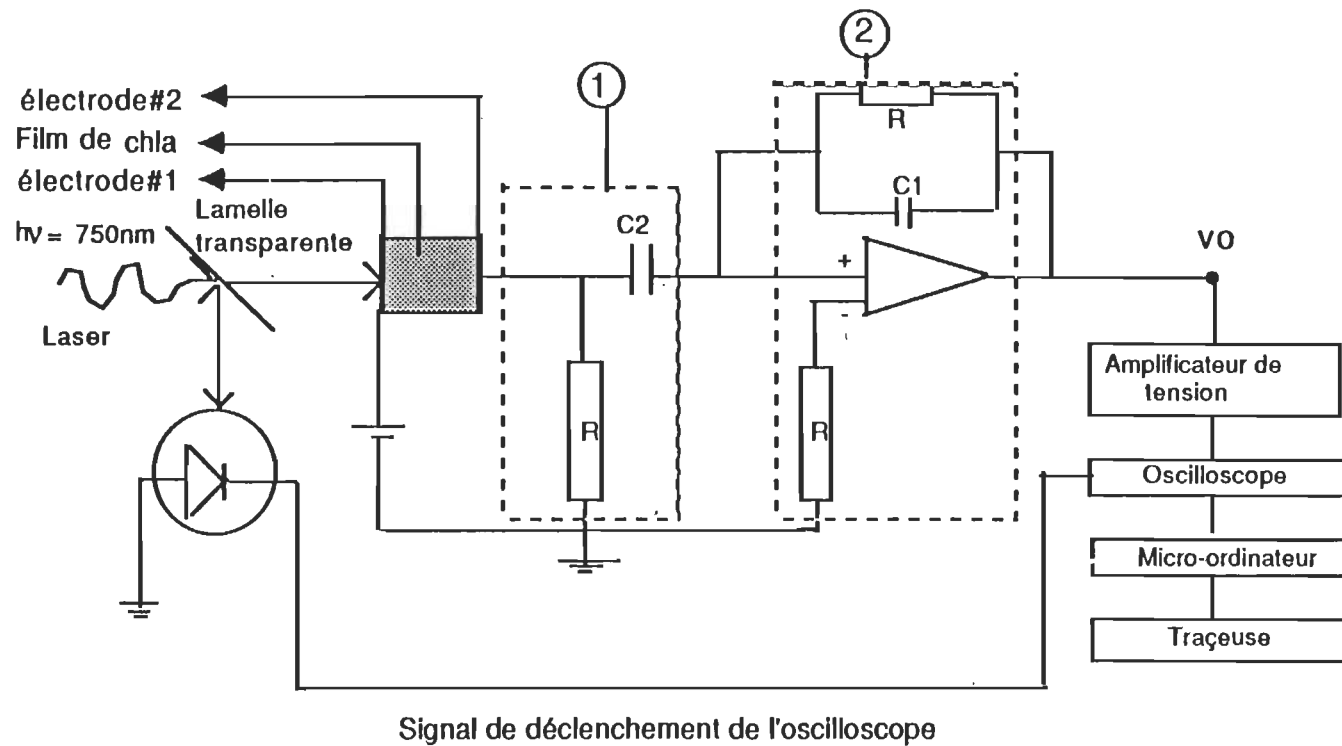 2
1
électrode#2
Film de chla
électrode#1
Lamelle
transparente
hν = 750nm
Laser
C2
R
C1
+
-
R
R
VO
Amplificateur de
tension
Oscilloscope
Micro-ordinateur
Traçeuse
Signal de déclenchement de l'oscilloscope